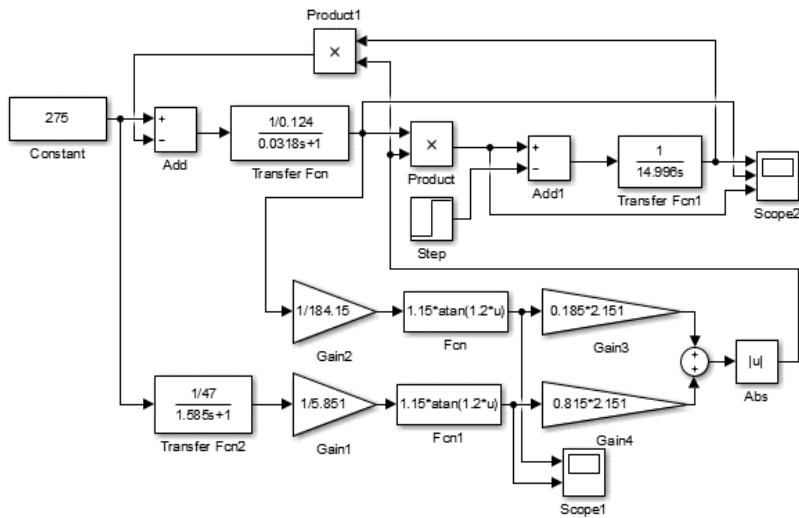 Product1
×
275
Constant
+
−
Add
1/0.124
0.0318s+1
Transfer Fcn
×
Product
+
−
Add1
1
14.996s
Transfer Fcn1
Scope2
Step
1/184.15
Gain2
1.15*atan(1.2*u)
Fcn
0.185*2.151
Gain3
+
+
|u|
Abs
1/47
1.585s+1
Transfer Fcn2
1/5.851
Gain1
1.15*atan(1.2*u)
Fcn1
0.815*2.151
Gain4
Scope1